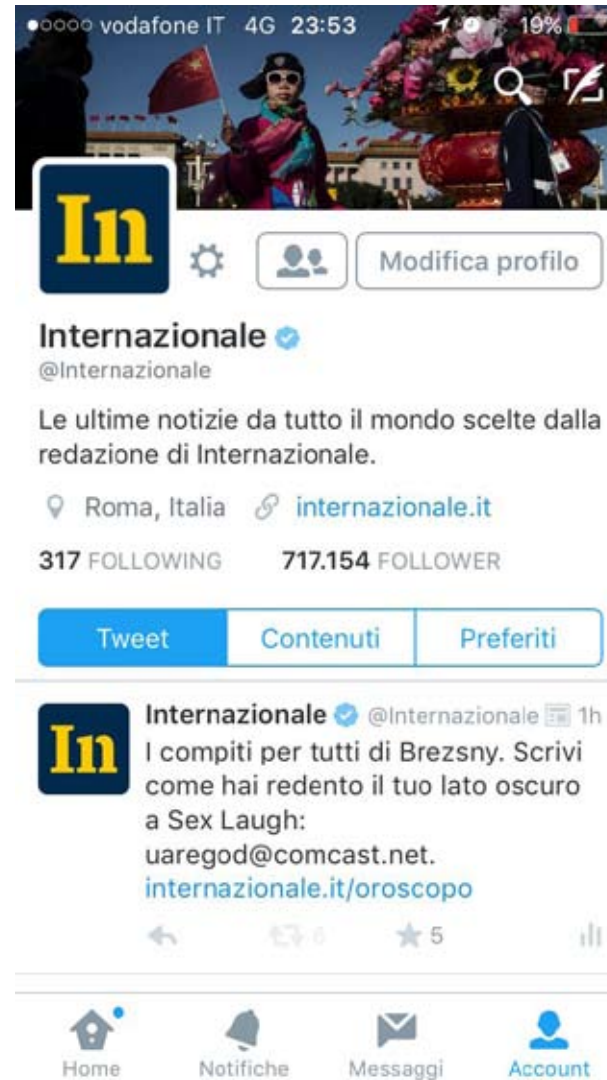 vodafone IT 4G 23:53 19%
In
Modifica profilo
Internazionale
@Internazionale
Le ultime notizie da tutto il mondo scelte dalla
redazione di Internazionale.
Roma, Italia internazionale.it
317 FOLLOWING 717.154 FOLLOWER
Tweet Contenuti Preferiti
In
Internazionale @Internazionale 1h
I compiti per tutti di Brezsny. Scrivi
come hai redento il tuo lato oscuro
a Sex Laugh:
uaregod@comcast.net.
internazionale.it/oroscopo
6 5
Home Notifiche Messaggi Account